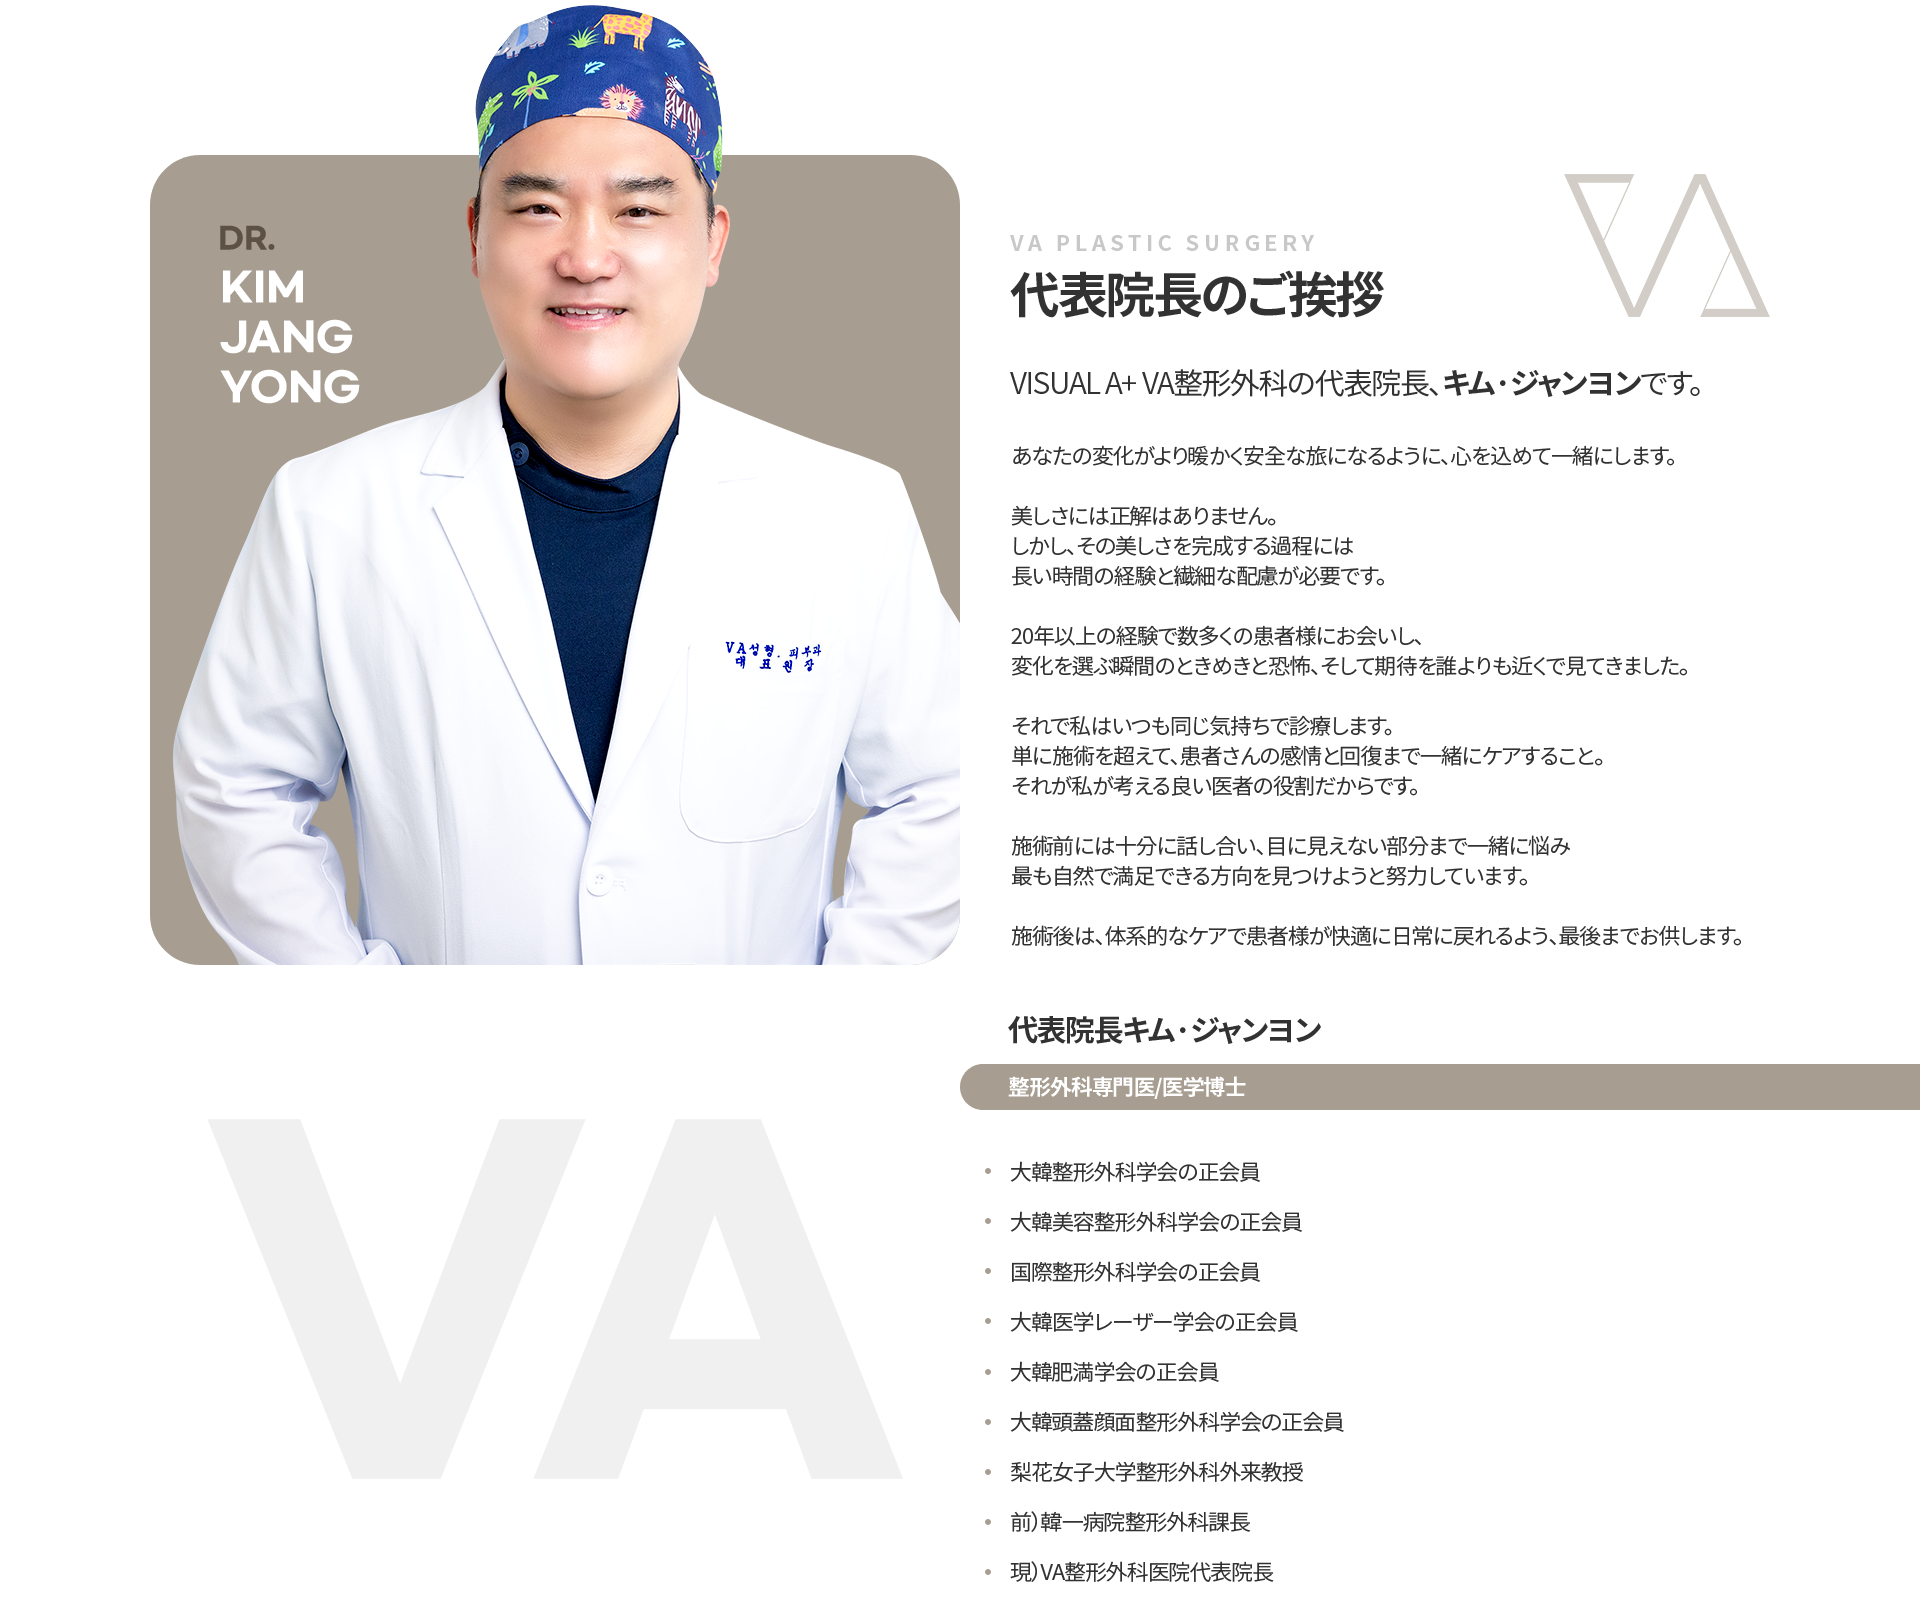 DR.
KIM
JANG
YONG
VA성형.피부과
대표원장
VA PLASTIC SURGERY
代表院長のご挨拶
VISUAL A+ VA整形外科の代表院長、キム·ジャンヨンです。
あなたの変化がより暖かく安全な旅になるように、心を込めて一緒にします。
美しさには正解はありません。
しかし、その美しさを完成する過程には
長い時間の経験と繊細な配慮が必要です。
20年以上の経験で数多くの患者様にお会いし、
変化を選ぶ瞬間のときめきと恐怖、そして期待を誰よりも近くで見てきました。
それで私はいつも同じ気持ちで診療します。
単に施術を超えて、患者さんの感情と回復まで一緒にケアすること。
それが私が考える良い医者の役割だからです。
施術前には十分に話し合い、目に見えない部分まで一緒に悩み
最も自然で満足できる方向を見つけようと努力しています。
施術後は、体系的なケアで患者様が快適に日常に戻れるよう、最後までお供します。
代表院長キム·ジャンヨン
整形外科専門医/医学博士
VA
• 大韓整形外科学会の正会員
• 大韓美容整形外科学会の正会員
• 国際整形外科学会の正会員
• 大韓医学レーザー学会の正会員
• 大韓肥満学会の正会員
• 大韓頭蓋顔面整形外科学会の正会員
• 梨花女子大学整形外科外来教授
• 前）韓一病院整形外科課長
• 現）VA整形外科医院代表院長